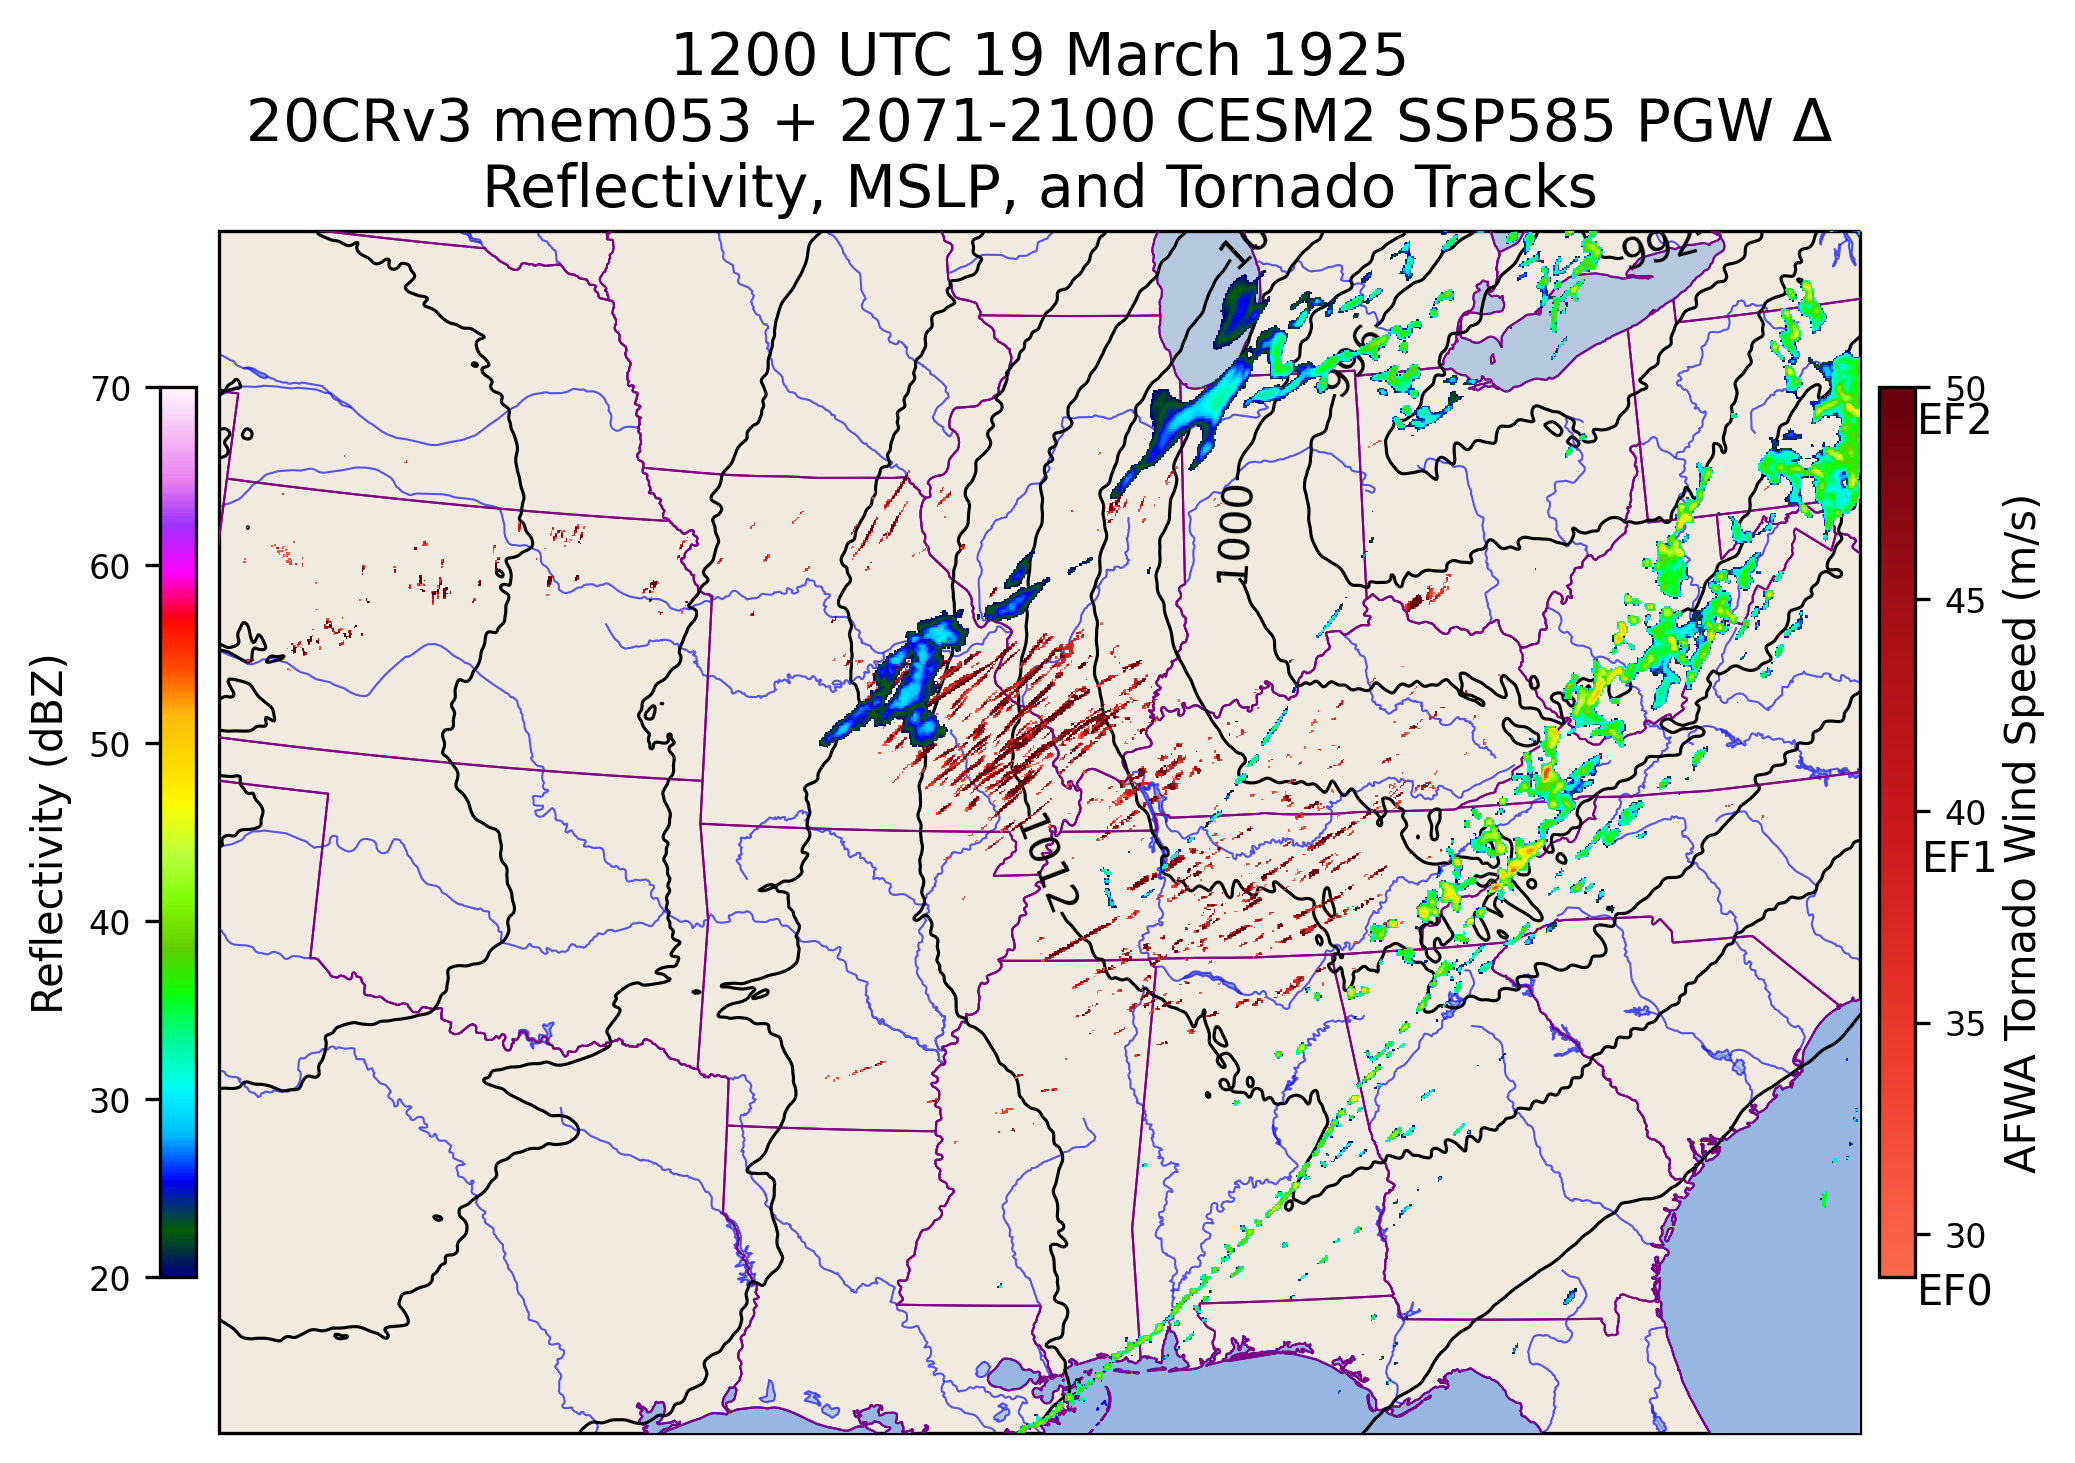 1200 UTC 19 March 1925
20CRv3 mem053 + 2071-2100 CESM2 SSP585 PGW Δ
Reflectivity, MSLP, and Tornado Tracks
992
996
1000
1012
70
60
50
40
30
20
Reflectivity (dBZ)
50
EF2
45
40
EF1
35
30
EF0
AFWA Tornado Wind Speed (m/s)